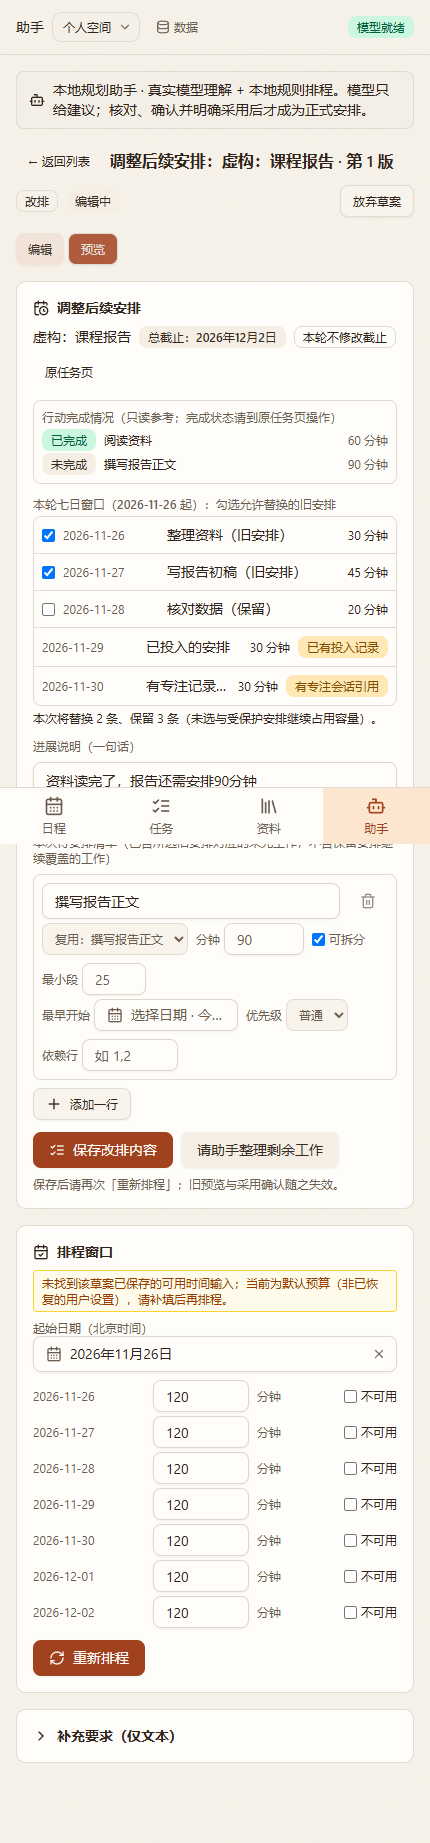 助手 个人空间 数据 模型就绪
本地规划助手 · 真实模型理解 + 本地规则排程。模型只
给建议；核对、确认并明确采用后才成为正式安排。
← 返回列表 调整后续安排：虚构：课程报告 · 第 1 版
改排 编辑中 放弃草案
编辑 预览
调整后续安排
虚构：课程报告 总截止：2026年12月2日 本轮不修改截止
原任务页
行动完成情况（只读参考；完成状态请到原任务页操作）
已完成 阅读资料 60 分钟
未完成 撰写报告正文 90 分钟
本轮七日窗口（2026-11-26 起）：勾选允许替换的旧安排
2026-11-26 整理资料（旧安排） 30 分钟
2026-11-27 写报告初稿（旧安排） 45 分钟
2026-11-28 核对数据（保留） 20 分钟
2026-11-29 已投入的安排 30 分钟 已有投入记录
2026-11-30 有专注记录... 30 分钟 有专注会话引用
本次将替换 2 条、保留 3 条（未选与受保护安排继续占用容量）。
进展说明（一句话）
资料读完了，报告还需安排90分钟
日程 任务 资料 助手
续覆盖的工作）
撰写报告正文
复用：撰写报告正文 分钟 90 可拆分
最小段 25
最早开始 选择日期 · 今... 优先级 普通
依赖行 如 1,2
添加一行
保存改排内容 请助手整理剩余工作
保存后请再次「重新排程」；旧预览与采用确认随之失效。
排程窗口
未找到该草案已保存的可用时间输入；当前为默认预算（非已恢
复的用户设置），请补填后再排程。
起始日期（北京时间）
2026年11月26日
2026-11-26 120 分钟 不可用
2026-11-27 120 分钟 不可用
2026-11-28 120 分钟 不可用
2026-11-29 120 分钟 不可用
2026-11-30 120 分钟 不可用
2026-12-01 120 分钟 不可用
2026-12-02 120 分钟 不可用
重新排程
补充要求（仅文本）